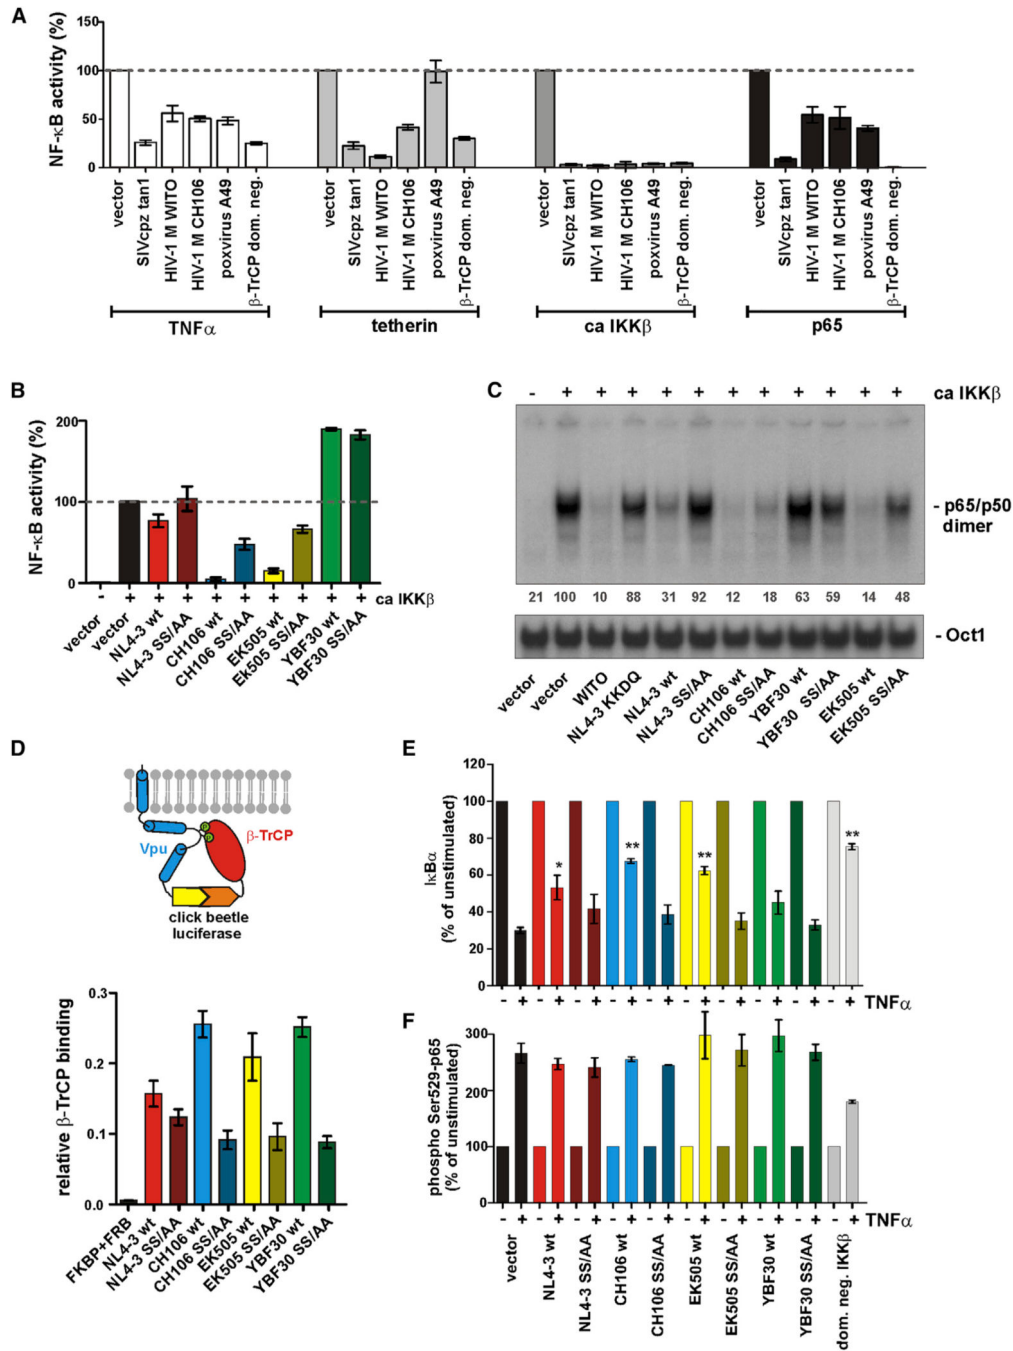 A
NF-κB activity (%)
150
100
50
0
vector
SIVcpz tan1
HIV-1 M WITO
HIV-1 M CH106
poxvirus A49
β-TrCP dom. neg.
vector
SIVcpz tan1
HIV-1 M WITO
HIV-1 M CH106
poxvirus A49
β-TrCP dom. neg.
vector
SIVcpz tan1
HIV-1 M WITO
HIV-1 M CH106
poxvirus A49
β-TrCP dom. neg.
vector
SIVcpz tan1
HIV-1 M WITO
HIV-1 M CH106
poxvirus A49
β-TrCP dom. neg.
TNFα
tetherin
ca IKKβ
p65
B
NF-κB activity (%)
200
100
0
- + + + + + + + + + ca IKKβ
vector
vector
NL4-3 wt
NL4-3 SS/AA
CH106 wt
CH106 SS/AA
EK505 wt
Ek505 SS/AA
YBF30 wt
YBF30 SS/AA
C
- + + + + + + + + + + + ca IKKβ
- p65/p50
dimer
21 100 10 88 31 92 12 18 63 59 14 48
- Oct1
vector
vector
WITO
NL4-3 KKDQ
NL4-3 wt
NL4-3 SS/AA
CH106 wt
CH106 SS/AA
YBF30 wt
YBF30 SS/AA
EK505 wt
EK505 SS/AA
D
Vpu
p
p
β-TrCP
click beetle
luciferase
relative β-TrCP binding
0.3
0.2
0.1
0.0
FKBP+FRB
NL4-3 wt
NL4-3 SS/AA
CH106 wt
CH106 SS/AA
EK505 wt
EK505 SS/AA
YBF30 wt
YBF30 SS/AA
E
IκBα
(% of unstimulated)
120
100
80
60
40
20
0
* ** ** **
- + - + - + - + - + - + - + - + - + - + TNFα
F
phospho Ser529-p65
(% of unstimulated)
300
200
100
0
- + - + - + - + - + - + - + - + - + - + TNFα
vector
NL4-3 wt
NL4-3 SS/AA
CH106 wt
CH106 SS/AA
EK505 wt
EK505 SS/AA
YBF30 wt
YBF30 SS/AA
dom. neg. IKKβ